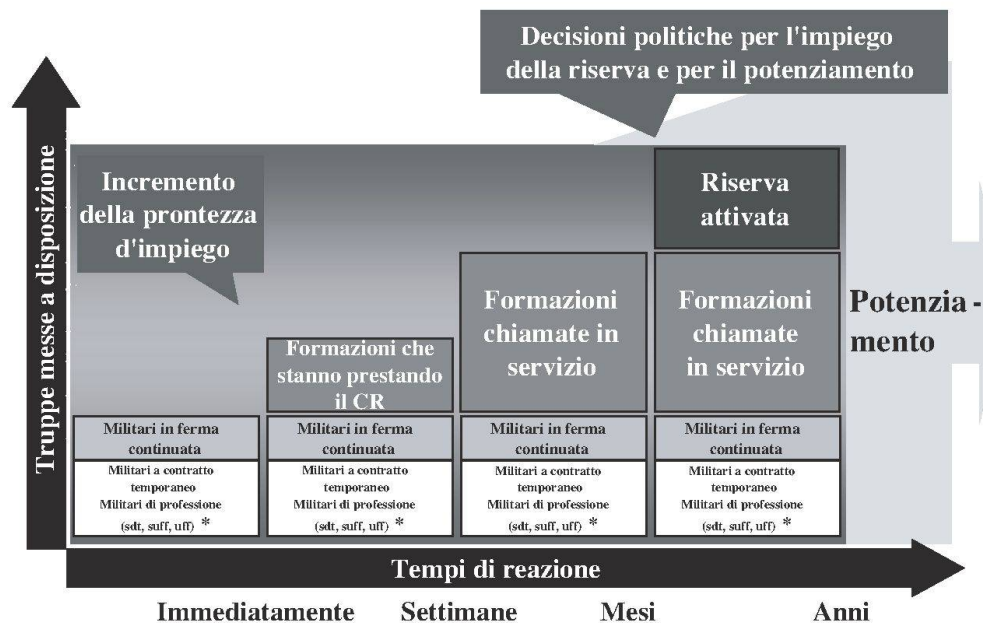 Decisioni politiche per l'impiego
della riserva e per il potenziamento
Truppe messe a disposizione
Incremento
della prontezza
d'impiego
Riserva
attivata
Formazioni
chiamate in
servizio
Formazioni
chiamate
in servizio
Potenzia -
mento
Formazioni che
stanno prestando
il CR
Militari in ferma
continuata
Militari in ferma
continuata
Militari in ferma
continuata
Militari in ferma
continuata
Militari a contratto
temporaneo
Militari di professione
(sdt, suff, uff) *
Militari a contratto
temporaneo
Militari di professione
(sdt, suff, uff) *
Militari a contratto
temporaneo
Militari di professione
(sdt, suff, uff) *
Militari a contratto
temporaneo
Militari di professione
(sdt, suff, uff) *
Tempi di reazione
Immediatamente
Settimane
Mesi
Anni